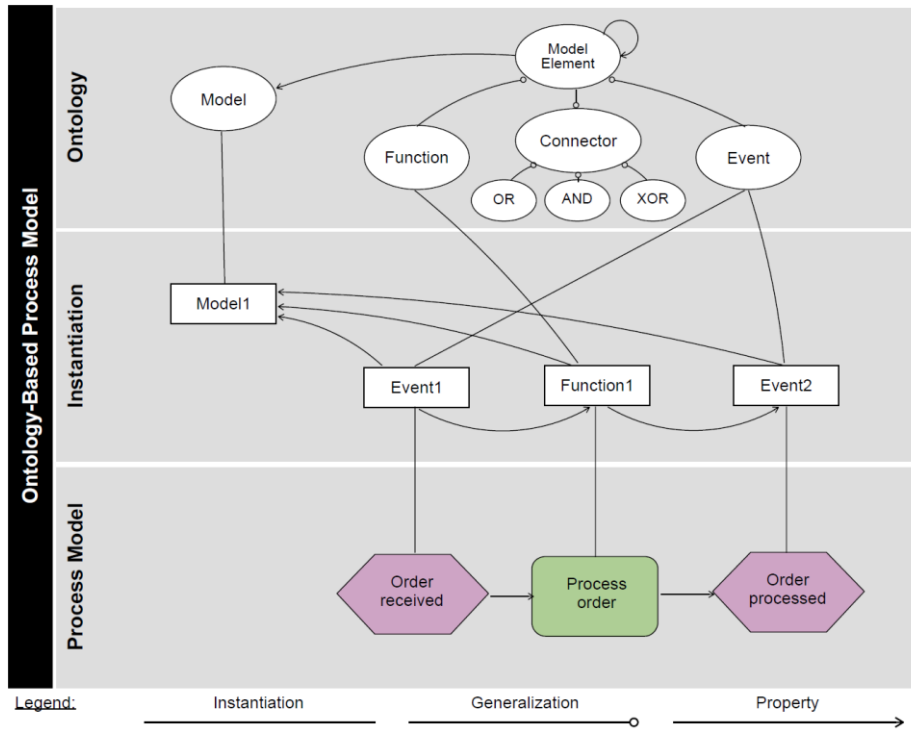 Ontology-Based Process Model
Ontology
Model
Element
Model
Function
Connector
Event
OR
AND
XOR
Instantiation
Model1
Event1
Function1
Event2
Process Model
Order
received
Process
order
Order
processed
Legend:
Instantiation
Generalization
Property